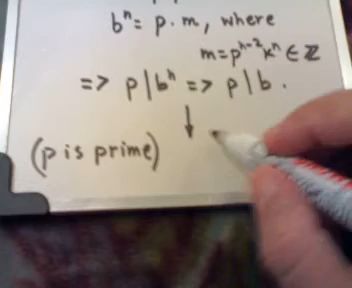 bⁿ = p · m, where
m = pⁿ⁻²kⁿ ∈ ℤ
=> p | bⁿ => p | b .
↓
(p is prime)